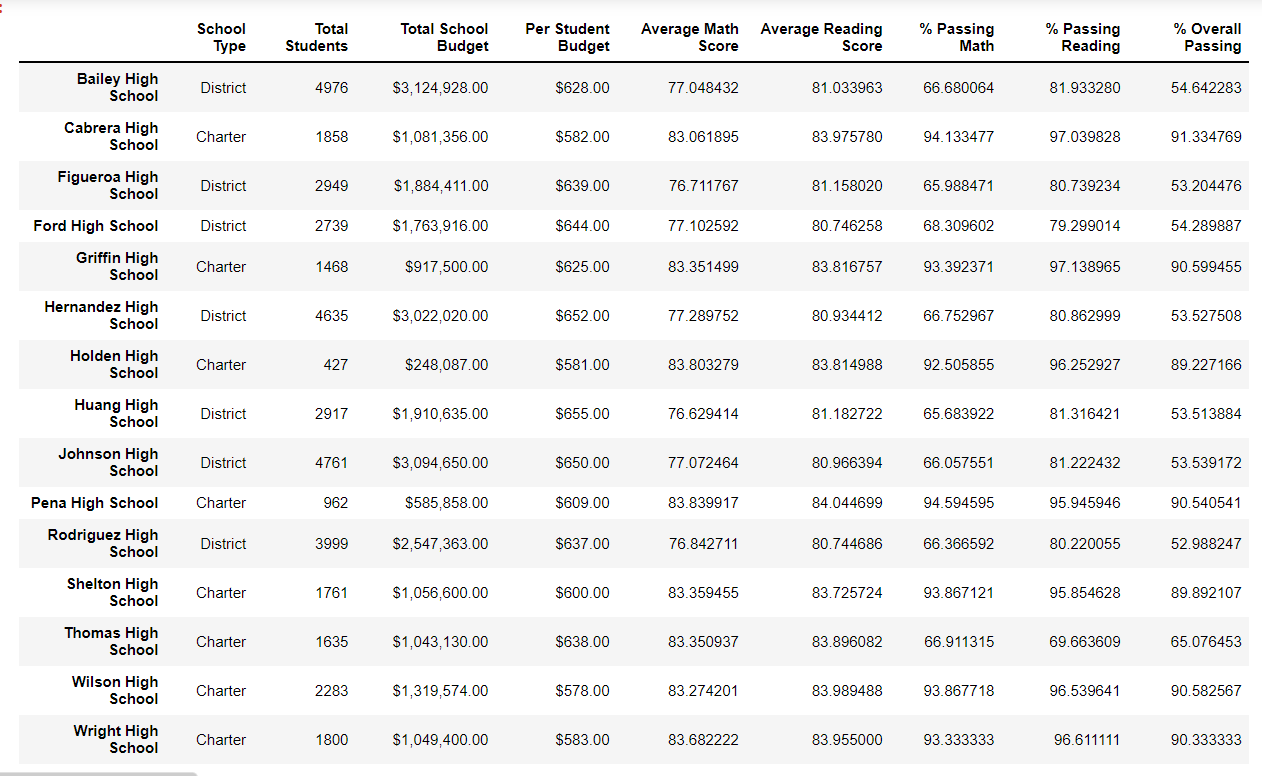 School Type Total Students Total School Budget Per Student Budget Average Math Score Average Reading Score % Passing Math % Passing Reading % Overall Passing
Bailey High School District 4976 $3,124,928.00 $628.00 77.048432 81.033963 66.680064 81.933280 54.642283
Cabrera High School Charter 1858 $1,081,356.00 $582.00 83.061895 83.975780 94.133477 97.039828 91.334769
Figueroa High School District 2949 $1,884,411.00 $639.00 76.711767 81.158020 65.988471 80.739234 53.204476
Ford High School District 2739 $1,763,916.00 $644.00 77.102592 80.746258 68.309602 79.299014 54.289887
Griffin High School Charter 1468 $917,500.00 $625.00 83.351499 83.816757 93.392371 97.138965 90.599455
Hernandez High School District 4635 $3,022,020.00 $652.00 77.289752 80.934412 66.752967 80.862999 53.527508
Holden High School Charter 427 $248,087.00 $581.00 83.803279 83.814988 92.505855 96.252927 89.227166
Huang High School District 2917 $1,910,635.00 $655.00 76.629414 81.182722 65.683922 81.316421 53.513884
Johnson High School District 4761 $3,094,650.00 $650.00 77.072464 80.966394 66.057551 81.222432 53.539172
Pena High School Charter 962 $585,858.00 $609.00 83.839917 84.044699 94.594595 95.945946 90.540541
Rodriguez High School District 3999 $2,547,363.00 $637.00 76.842711 80.744686 66.366592 80.220055 52.988247
Shelton High School Charter 1761 $1,056,600.00 $600.00 83.359455 83.725724 93.867121 95.854628 89.892107
Thomas High School Charter 1635 $1,043,130.00 $638.00 83.350937 83.896082 66.911315 69.663609 65.076453
Wilson High School Charter 2283 $1,319,574.00 $578.00 83.274201 83.989488 93.867718 96.539641 90.582567
Wright High School Charter 1800 $1,049,400.00 $583.00 83.682222 83.955000 93.333333 96.611111 90.333333